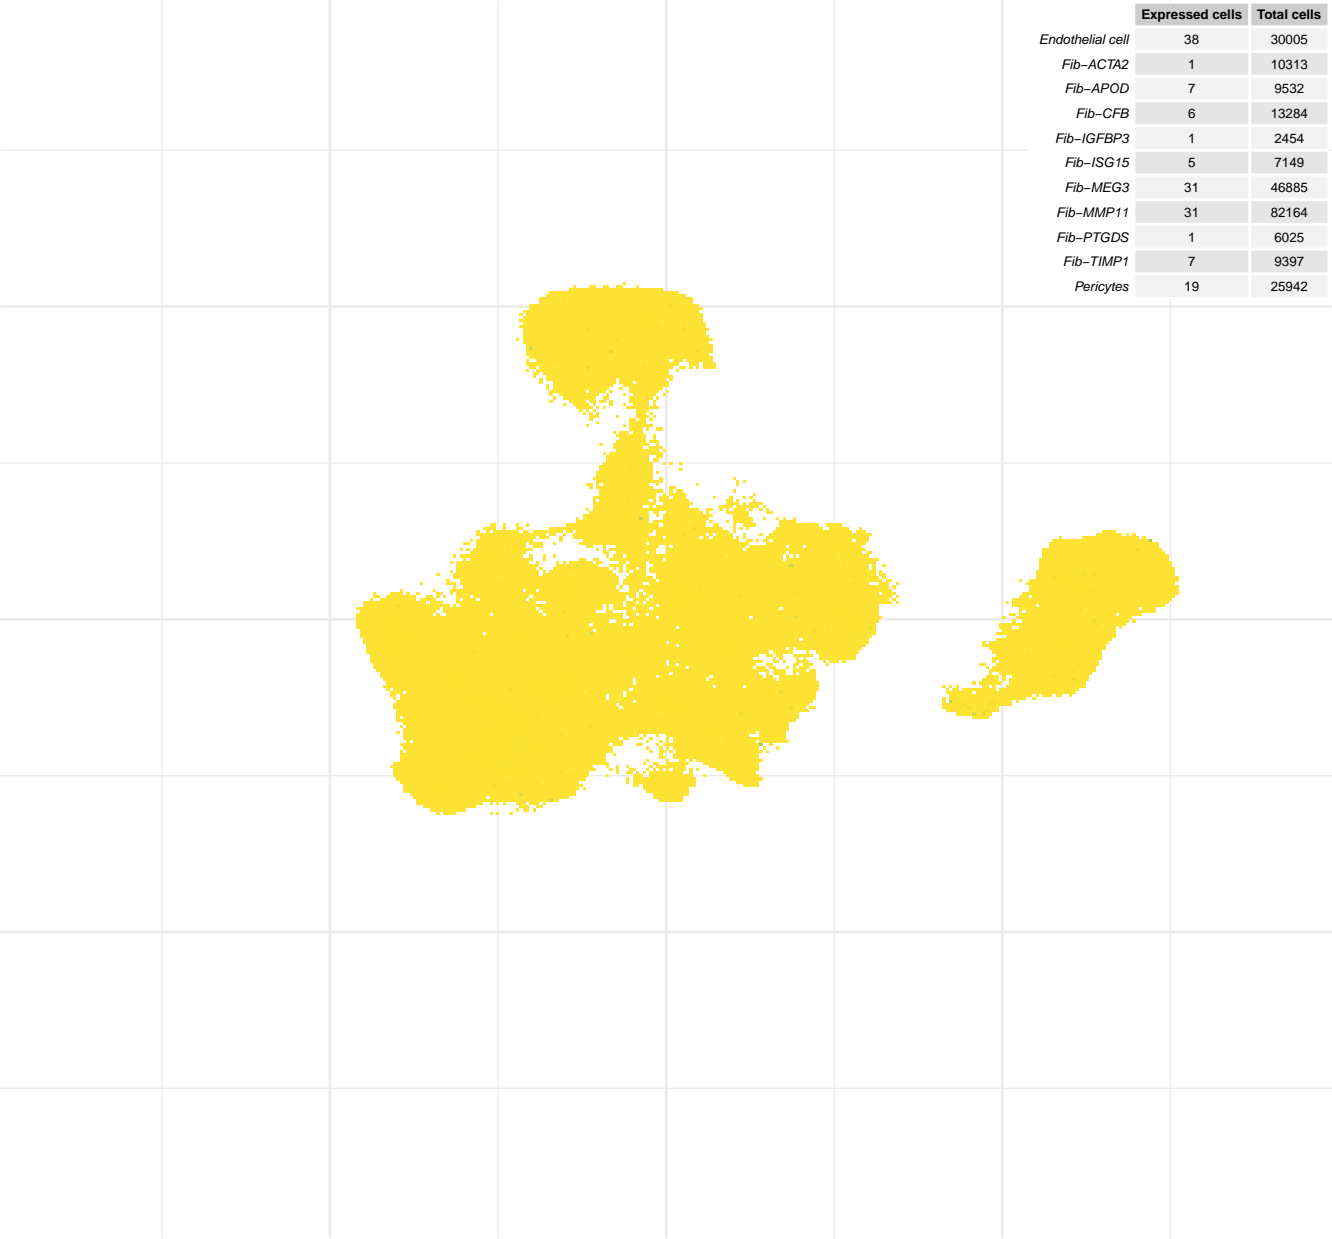 Expressed cells Total cells
Endothelial cell 38 30005
Fib−ACTA2 1 10313
Fib−APOD 7 9532
Fib−CFB 6 13284
Fib−IGFBP3 1 2454
Fib−ISG15 5 7149
Fib−MEG3 31 46885
Fib−MMP11 31 82164
Fib−PTGDS 1 6025
Fib−TIMP1 7 9397
Pericytes 19 25942